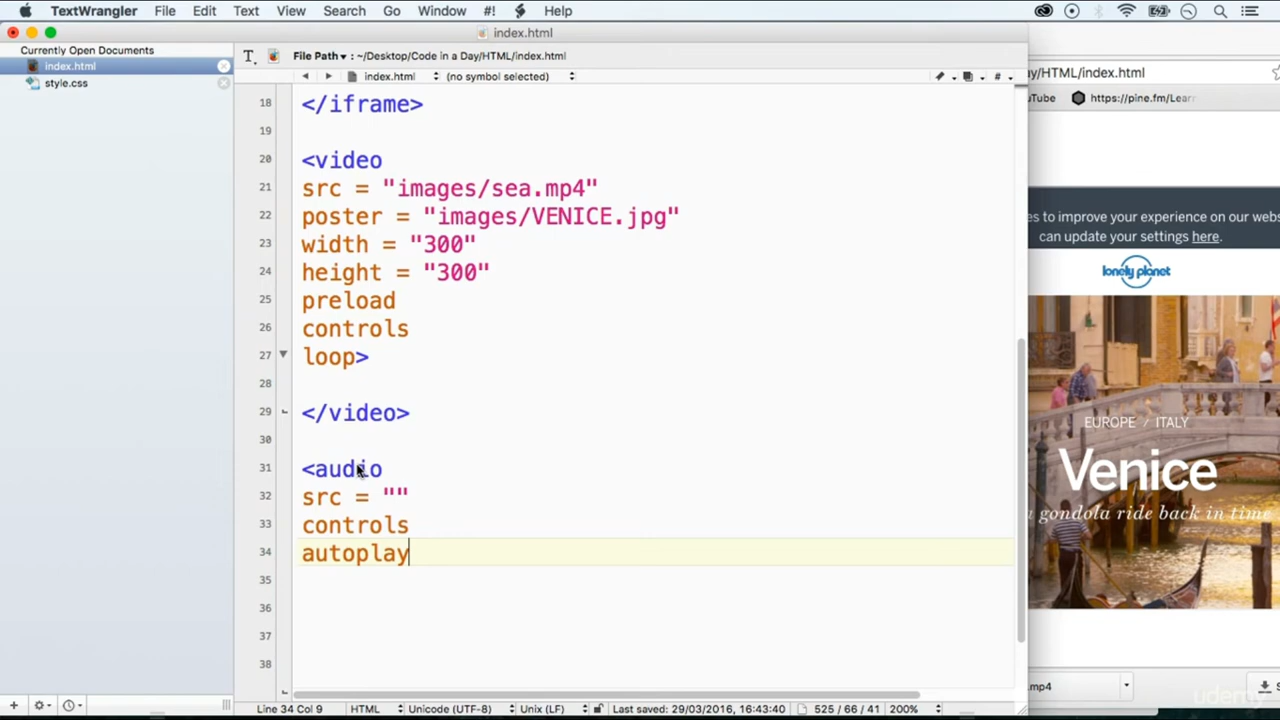 TextWrangler File Edit Text View Search Go Window #! Help
index.html
Currently Open Documents
index.html
style.css
File Path : ~/Desktop/Code in a Day/HTML/index.html
index.html (no symbol selected)
18 </iframe>
19
20 <video
21 src = "images/sea.mp4"
22 poster = "images/VENICE.jpg"
23 width = "300"
24 height = "300"
25 preload
26 controls
27 loop>
28
29 </video>
30
31 <audio
32 src = ""
33 controls
34 autoplay
35
36
37
38
Line 34 Col 9 HTML Unicode (UTF-8) Unix (LF) Last saved: 29/03/2016, 16:43:40 525 / 66 / 41 200%
ay/HTML/index.html
uTube https://pine.fm/Lear
es to improve your experience on our webs
can update your settings here.
lonely planet
EUROPE / ITALY
Venice
a gondola ride back in time
.mp4
udemy